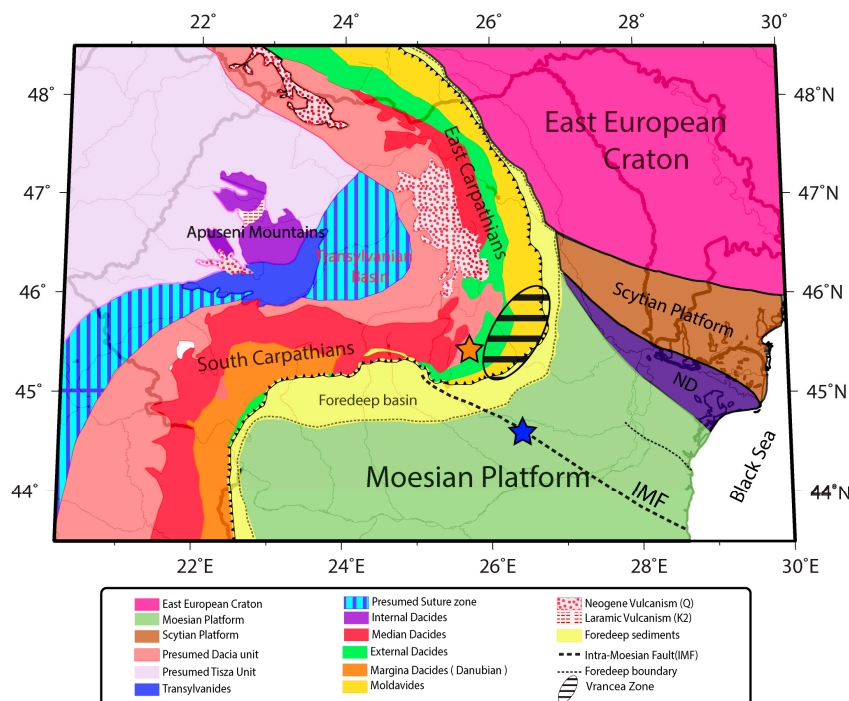 22° 24° 26° 28° 30°
48° 48°N
47° 47°N
46° 46°N
45° 45°N
44° 44°N
22°E 24°E 26°E 28°E 30°E
East European
Craton
East Carpathians
Apuseni Mountains
Transylvanian
Basin
Scytian Platform
South Carpathians
ND
Foredeep basin
Moesian Platform
IMF
Black Sea
East European Craton
Moesian Platform
Scytian Platform
Presumed Dacia unit
Presumed Tisza Unit
Transylvanides
Presumed Suture zone
Internal Dacides
Median Dacides
External Dacides
Margina Dacides ( Danubian )
Moldavides
Neogene Vulcanism (Q)
Laramic Vulcanism (K2)
Foredeep sediments
Intra-Moesian Fault(IMF)
Foredeep boundary
Vrancea Zone